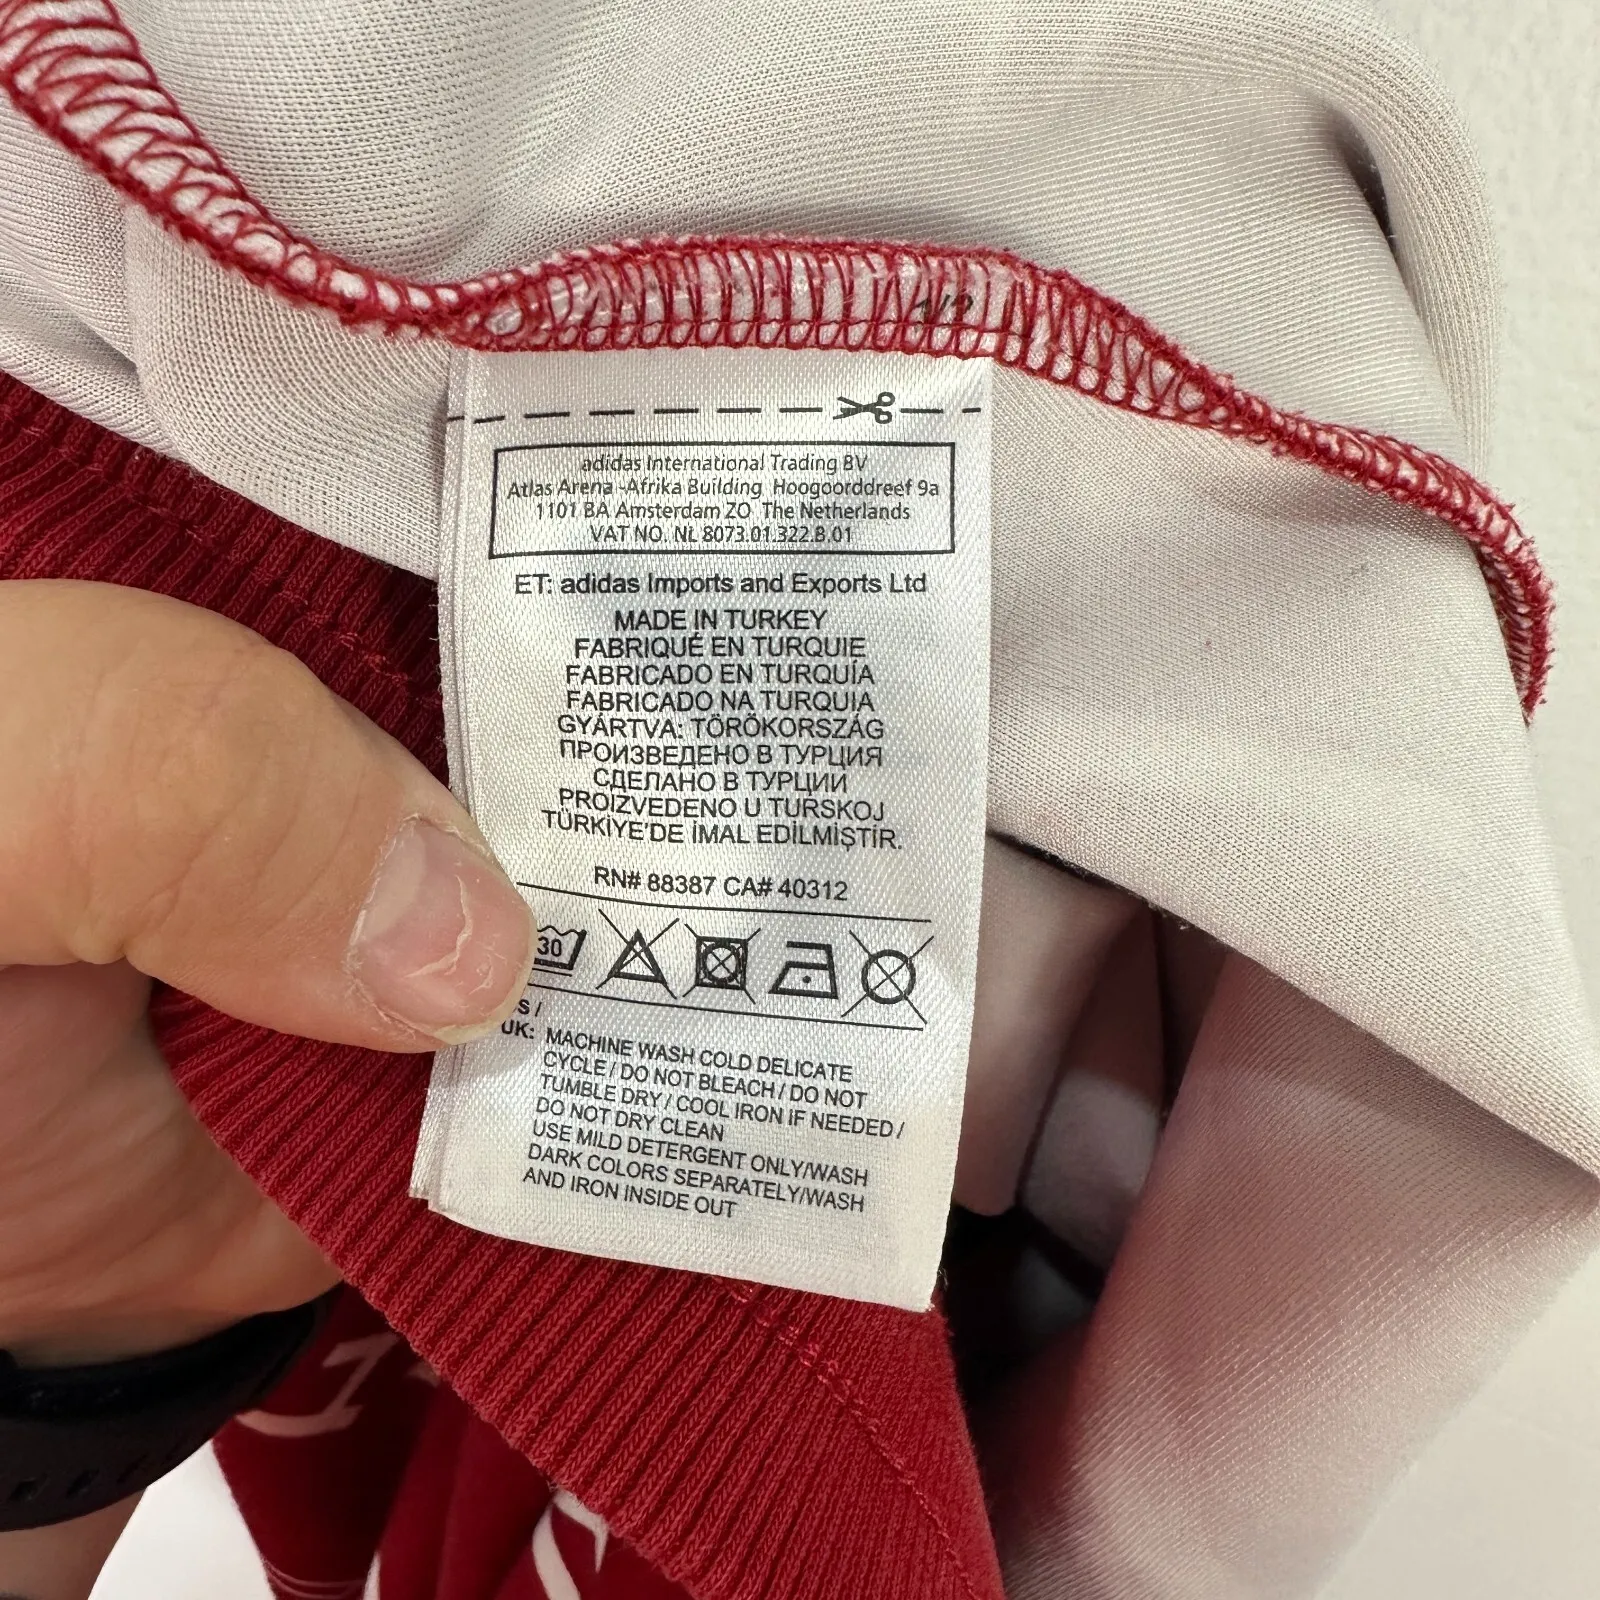 adidas International Trading BV
Atlas Arena -Afrika Building Hoogoorddreef 9a
1101 BA Amsterdam ZO The Netherlands
VAT NO. NL 8073.01.322.B.01
ET: adidas Imports and Exports Ltd
MADE IN TURKEY
FABRIQUÉ EN TURQUIE
FABRICADO EN TURQUÍA
FABRICADO NA TURQUIA
GYÁRTVA: TÖRÖKORSZÁG
ПРОИЗВЕДЕНО В ТУРЦИЯ
СДЕЛАНО В ТУРЦИИ
PROIZVEDENO U TURSKOJ
TÜRKİYE'DE İMAL EDİLMİŞTİR.
RN# 88387 CA# 40312
30
S /
UK: MACHINE WASH COLD DELICATE
CYCLE / DO NOT BLEACH / DO NOT
TUMBLE DRY / COOL IRON IF NEEDED /
DO NOT DRY CLEAN
USE MILD DETERGENT ONLY/WASH
DARK COLORS SEPARATELY/WASH
AND IRON INSIDE OUT